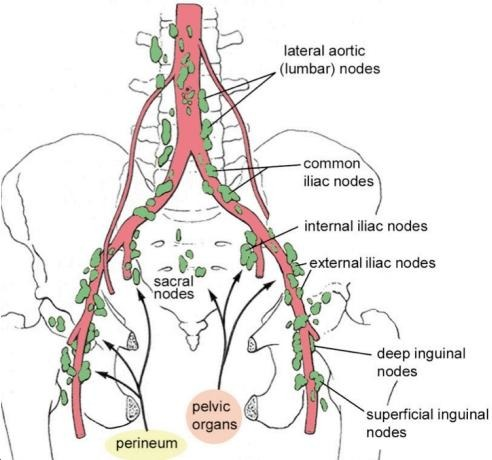 lateral aortic
(lumbar) nodes
common
iliac nodes
internal iliac nodes
external iliac nodes
sacral
nodes
deep inguinal
nodes
pelvic
organs
superficial inguinal
nodes
perineum